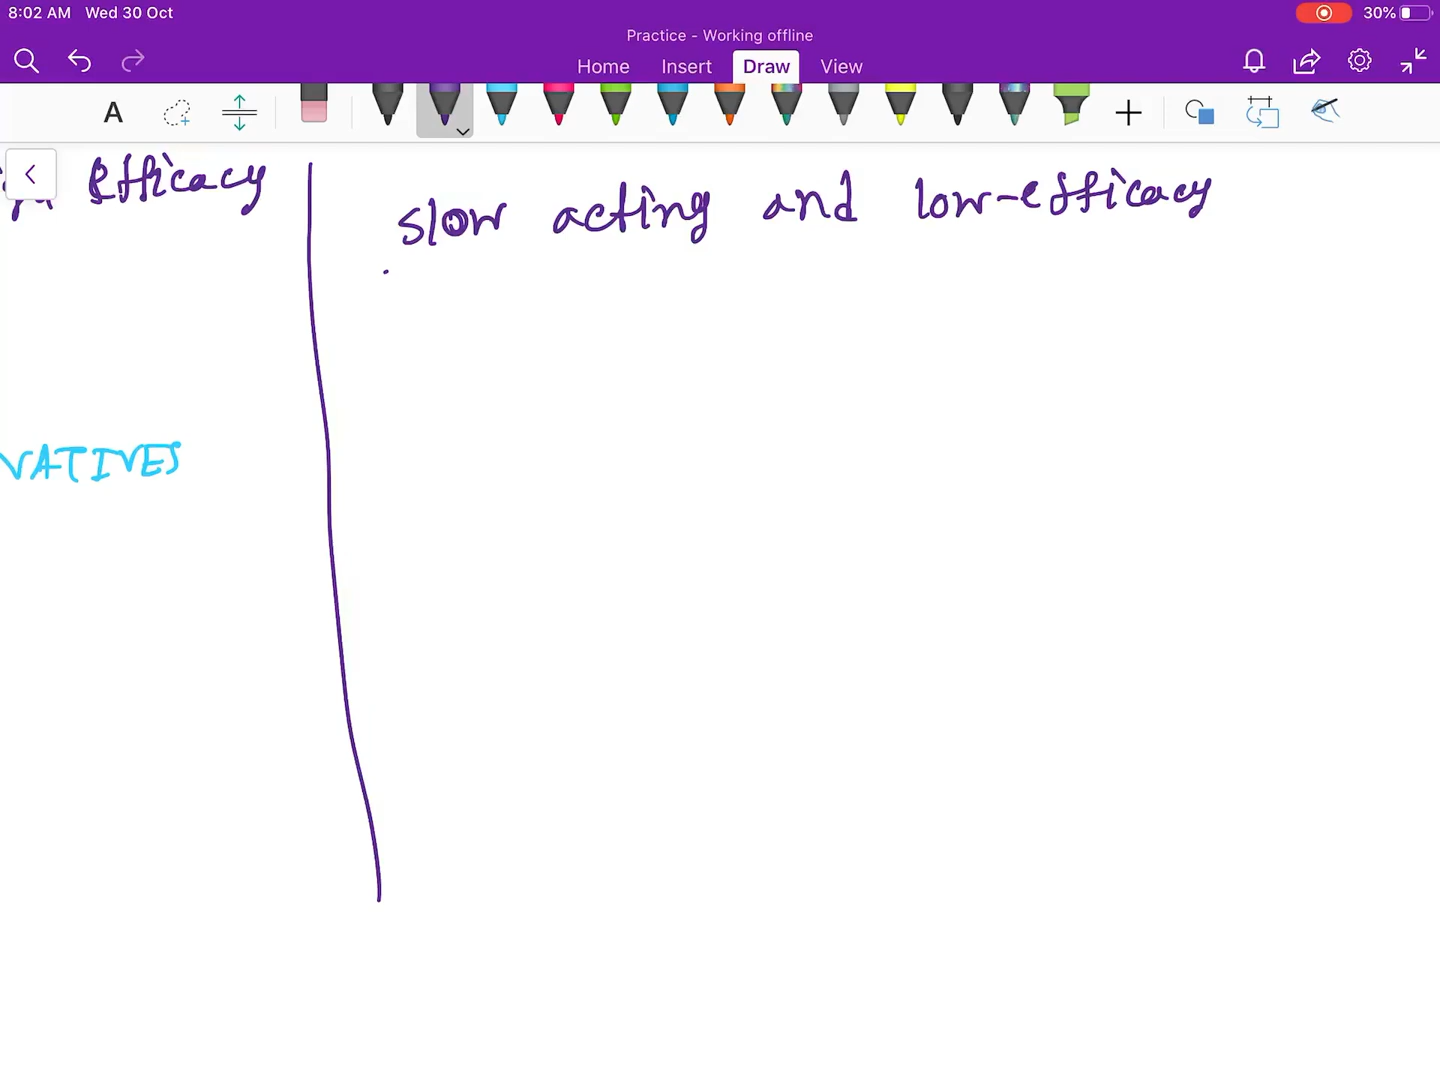 8:02 AM Wed 30 Oct
30%
Practice - Working offline
Home Insert Draw View
A
Efficacy
slow acting and low-efficacy
VATIVES